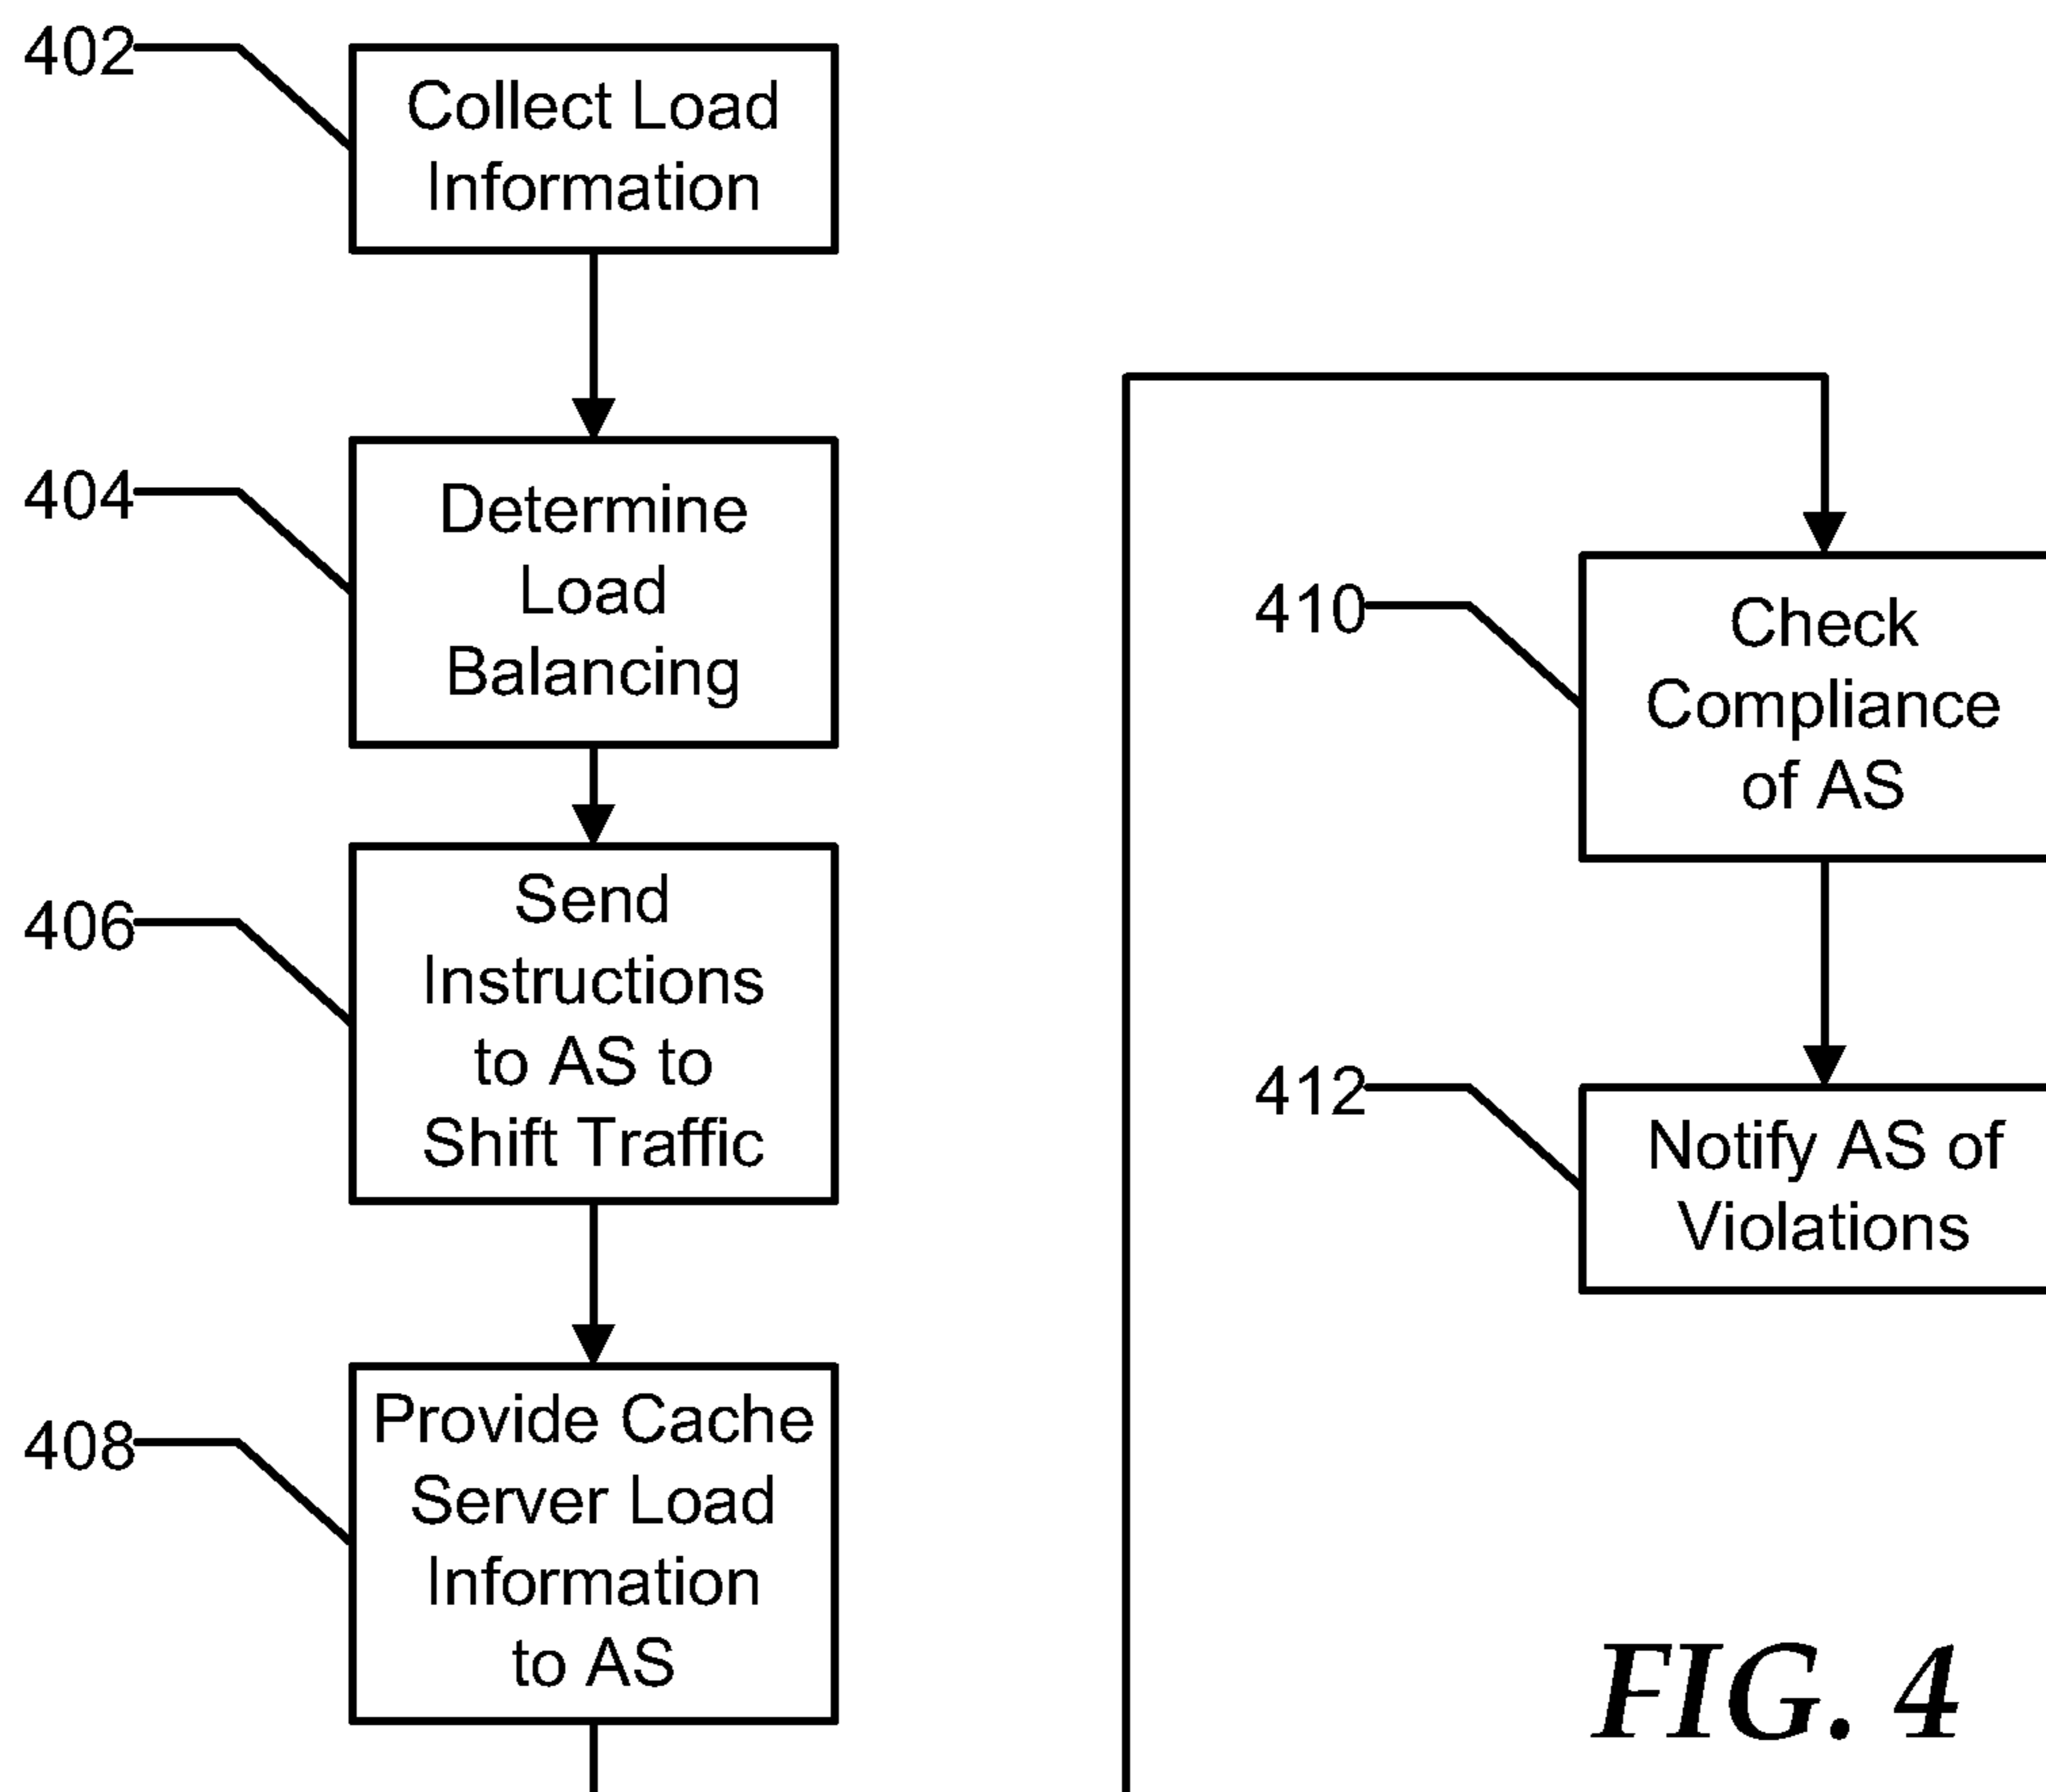 402
Collect Load
Information
404
Determine
Load
Balancing
406
Send
Instructions
to AS to
Shift Traffic
408
Provide Cache
Server Load
Information
to AS
410
Check
Compliance
of AS
412
Notify AS of
Violations
FIG. 4